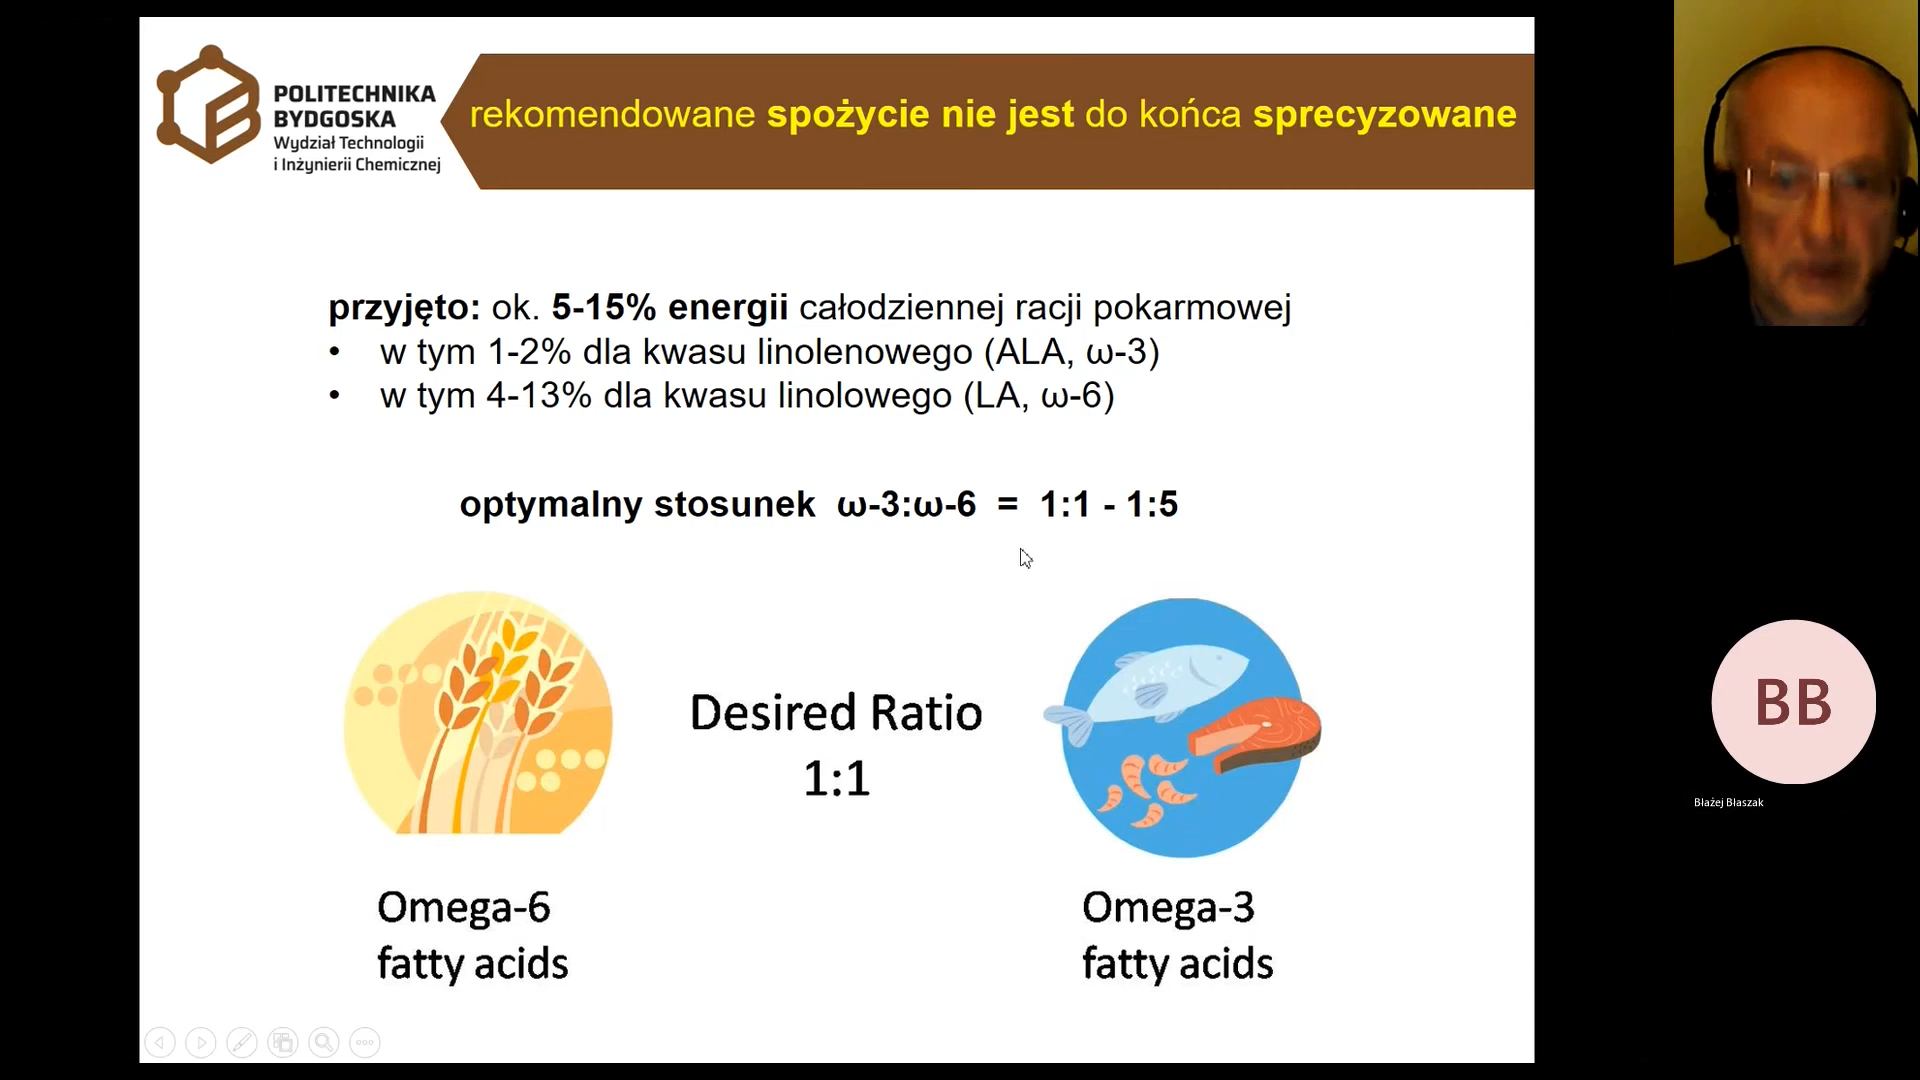 POLITECHNIKA
BYDGOSKA
Wydział Technologii
i Inżynierii Chemicznej
rekomendowane spożycie nie jest do końca sprecyzowane
przyjęto: ok. 5-15% energii całodziennej racji pokarmowej
• w tym 1-2% dla kwasu linolenowego (ALA, ω-3)
• w tym 4-13% dla kwasu linolowego (LA, ω-6)
optymalny stosunek ω-3:ω-6 = 1:1 - 1:5
Desired Ratio
1:1
Omega-6
fatty acids
Omega-3
fatty acids
BB
Błażej Błaszak